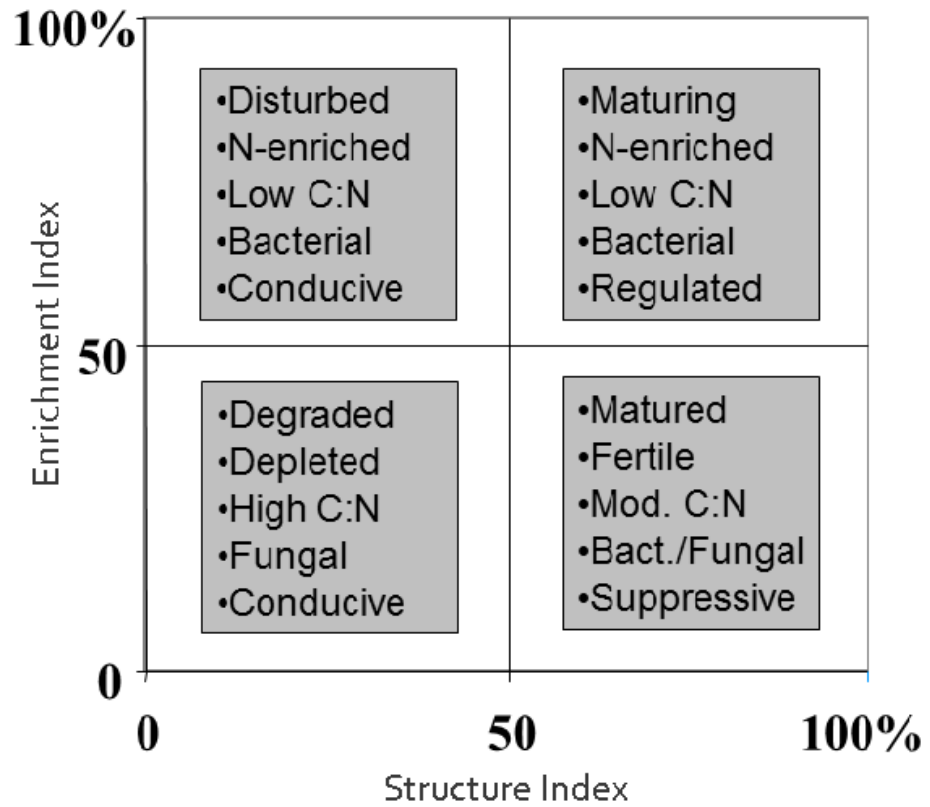 100%
•Disturbed
•N-enriched
•Low C:N
•Bacterial
•Conducive
•Maturing
•N-enriched
•Low C:N
•Bacterial
•Regulated
Enrichment Index
50
•Degraded
•Depleted
•High C:N
•Fungal
•Conducive
•Matured
•Fertile
•Mod. C:N
•Bact./Fungal
•Suppressive
0
0
50
100%
Structure Index